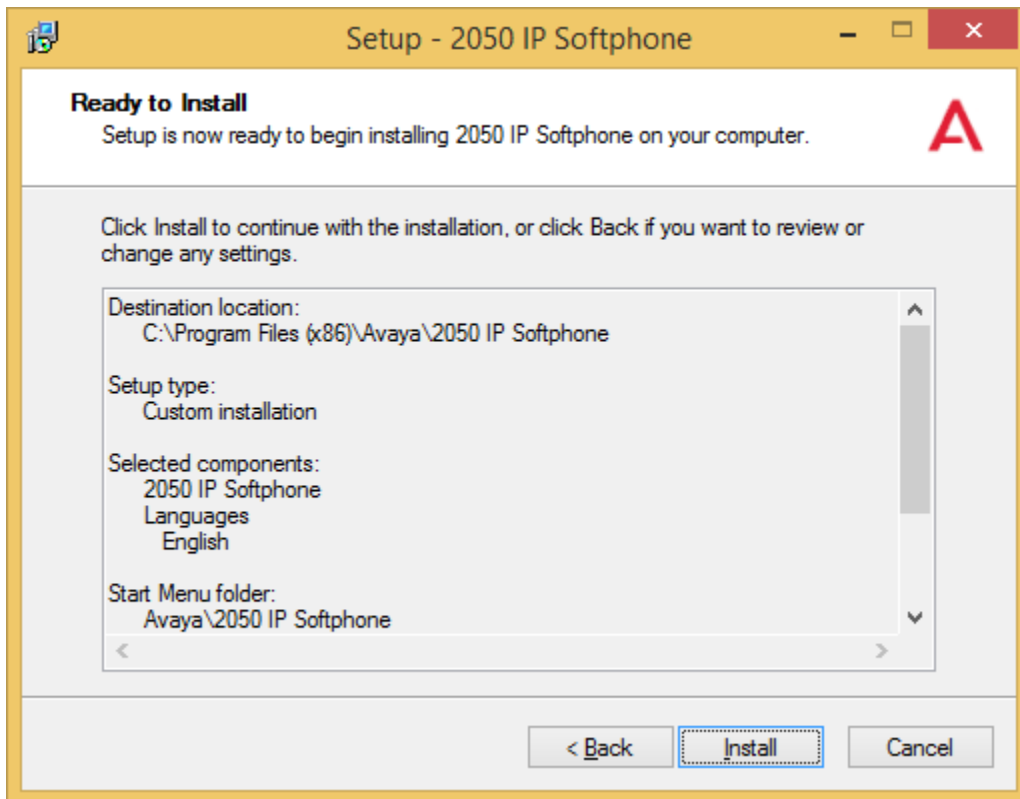 Setup - 2050 IP Softphone
Ready to Install
Setup is now ready to begin installing 2050 IP Softphone on your computer.
Click Install to continue with the installation, or click Back if you want to review or
change any settings.
Destination location:
C:\Program Files (x86)\Avaya\2050 IP Softphone
Setup type:
Custom installation
Selected components:
2050 IP Softphone
Languages
English
Start Menu folder:
Avaya\2050 IP Softphone
< Back
Install
Cancel